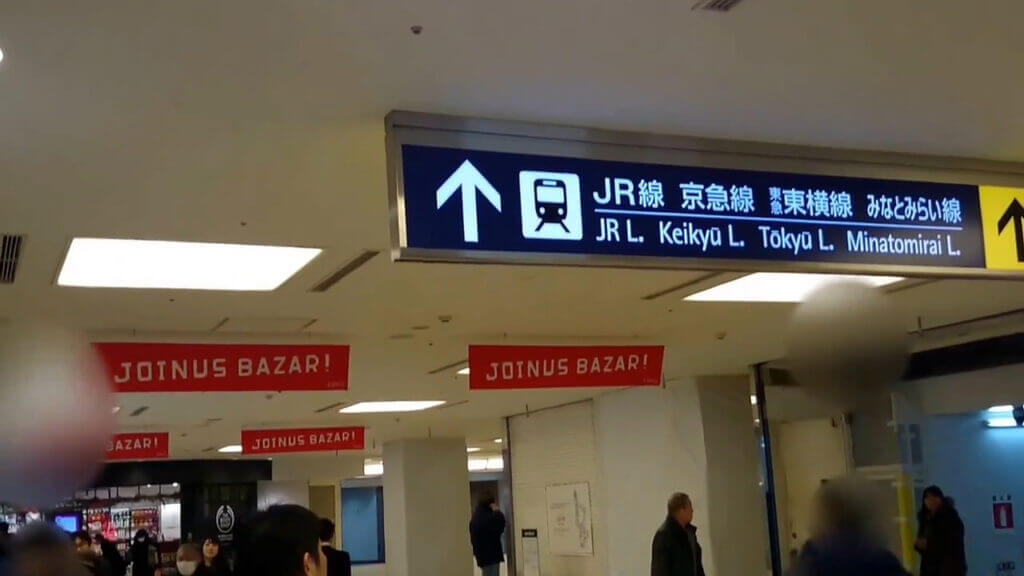 JR線 京急線 東急東横線 みなとみらい線
JR L. Keikyū L. Tōkyū L. Minatomirai L.
JOINUS BAZAR!
JOINUS BAZAR!
BAZAR!
JOINUS BAZAR!